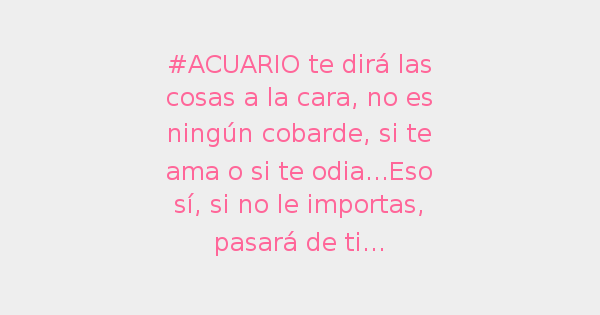 #ACUARIO te dirá las
cosas a la cara, no es
ningún cobarde, si te
ama o si te odia...Eso
sí, si no le importas,
pasará de ti...